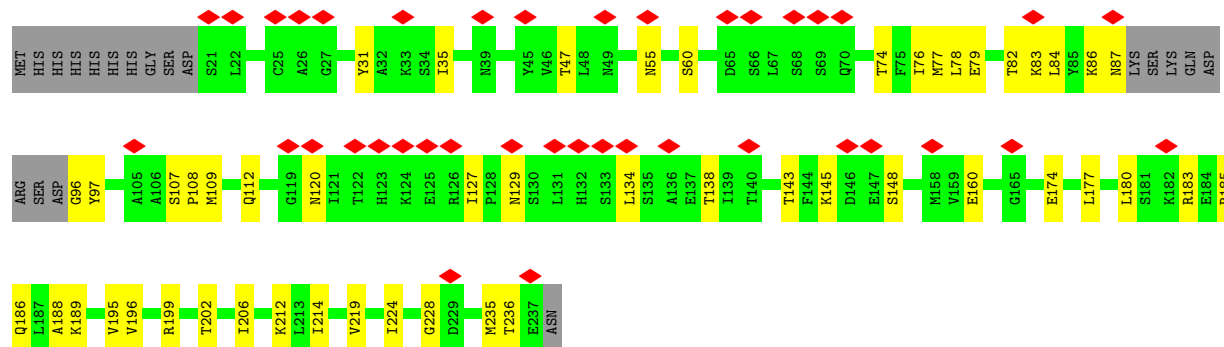 MET HIS HIS HIS HIS HIS HIS GLY SER ASP S21 L22 C25 A26 G27 Y31 A32 K33 S34 I35 N39 Y45 V46 T47 L48 N49 N55 S60 D65 S66 L67 S68 S69 Q70 T74 F75 I76 M77 L78 E79 T82 K83 L84 Y85 K86 N87 LYS SER LYS GLN ASP
ARG SER ASP G96 Y97 A105 A106 S107 P108 M109 Q112 G119 N120 I121 T122 H123 K124 E125 R126 I127 P128 N129 S130 L131 H132 S133 L134 S135 A136 E137 T138 I139 T140 T143 F144 K145 D146 E147 S148 M158 V159 E160 G165 E174 L177 L180 S181 K182 R183 E184
Q186 L187 A188 K189 V195 V196 R199 T202 I206 K212 L213 I214 V219 I224 G228 D229 M235 T236 E237 ASN